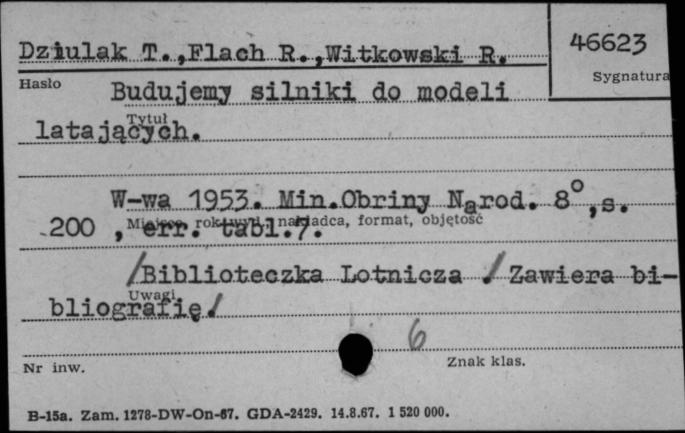 Dziulak T.,Flach R.,Witkowski R.
46623
Sygnatura
Hasło
Budujemy silniki do modeli
Tytuł
latających.
W-wa 1953. Min.Obriny Narod. 8°,s.
Miejsce, rok wyd., nakładca, format, objętość
200 , err. tabl.7.
/Biblioteczka Lotnicza / Zawiera bi-
Uwagi
bliografię/
6
Nr inw.
Znak klas.
B-15a. Zam. 1278-DW-On-67. GDA-2429. 14.8.67. 1 520 000.